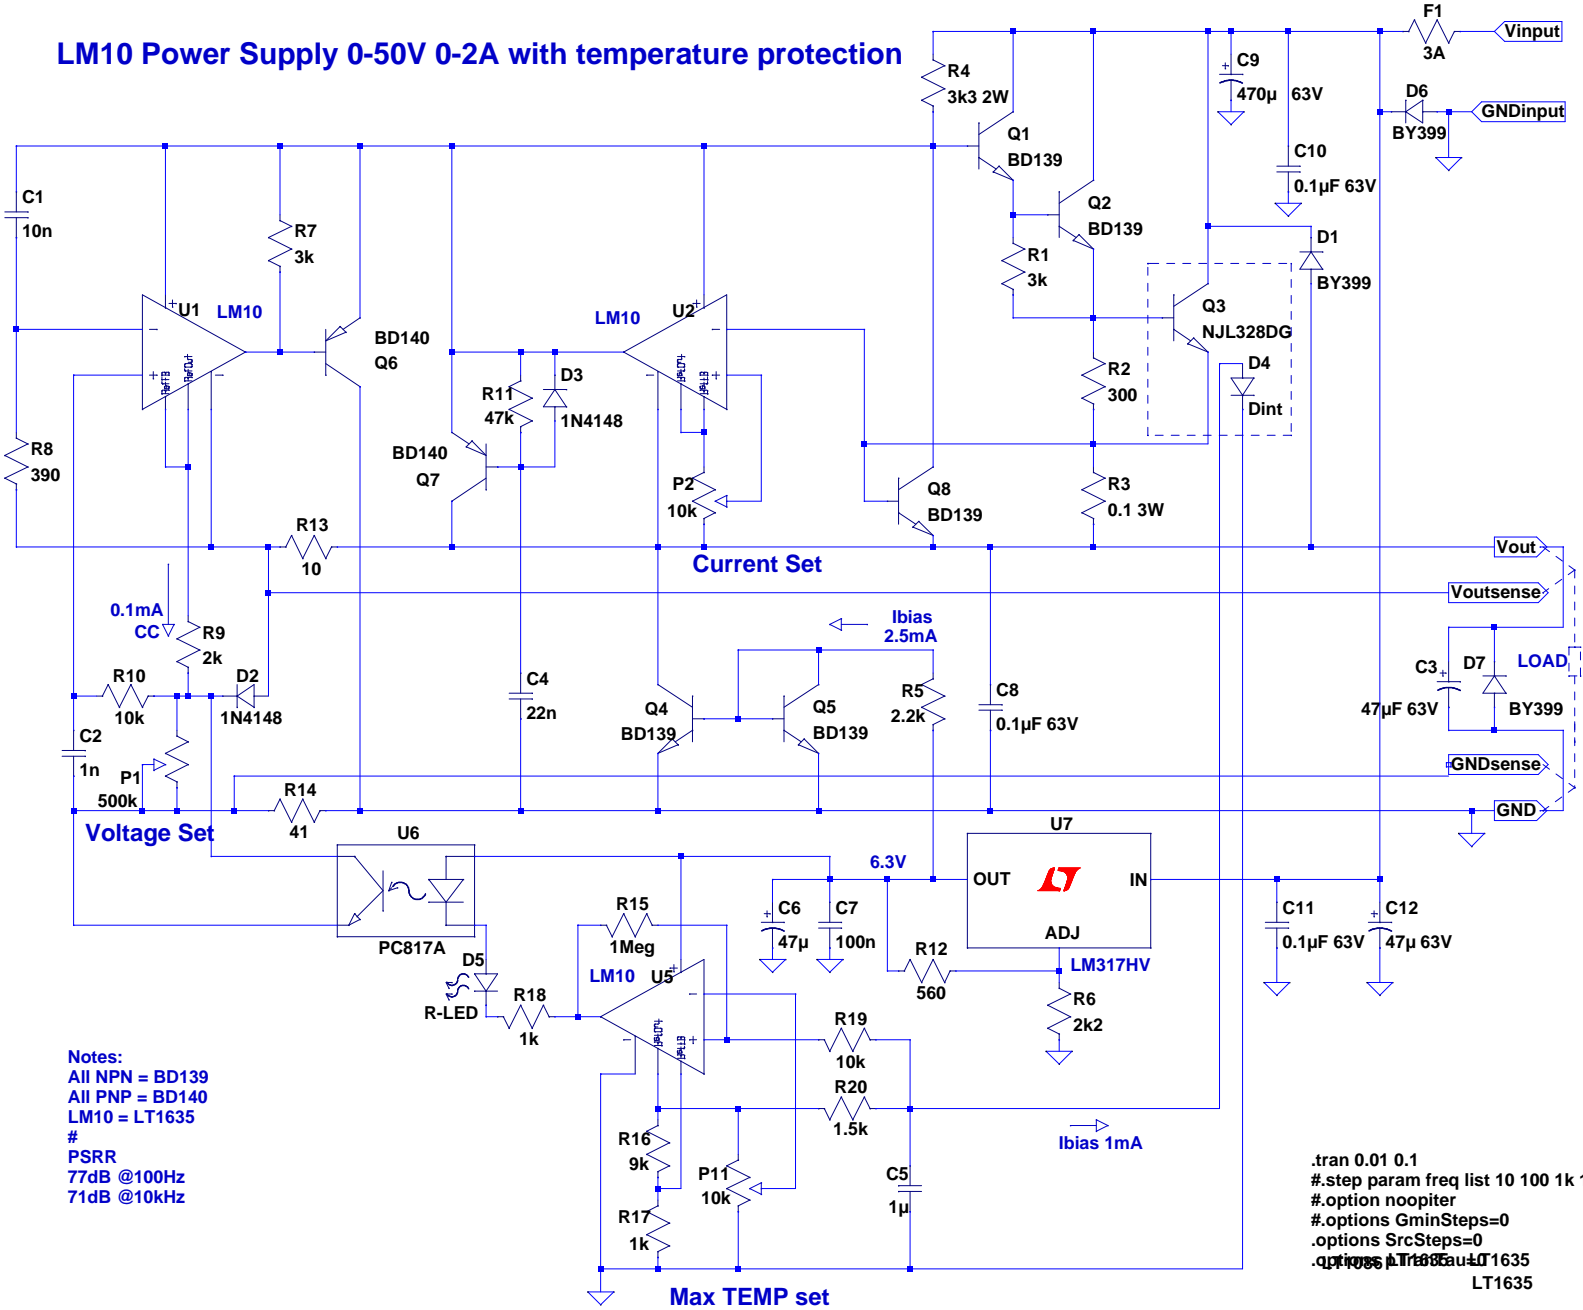 LM10 Power Supply 0-50V 0-2A with temperature protection
F1
3A
Vinput
R4
3k3 2W
C9
470µ
63V
D6
BY399
GNDinput
Q1
BD139
C10
0.1µF 63V
C1
10n
R7
3k
Q2
BD139
R1
3k
D1
BY399
U1
LM10
BD140
Q6
LM10
U2
Q3
NJL328DG
D4
Dint
R2
300
D3
1N4148
R11
47k
R8
390
BD140
Q7
P2
10k
Q8
BD139
R3
0.1 3W
R13
10
Current Set
Vout
Voutsense
0.1mA
CC
R9
2k
Ibias
2.5mA
R10
10k
D2
1N4148
C4
22n
Q4
BD139
Q5
BD139
R5
2.2k
C8
0.1µF 63V
C3
47µF 63V
D7
BY399
LOAD
C2
1n
P1
500k
R14
41
GNDsense
GND
Voltage Set
U6
PC817A
U7
6.3V
OUT
IN
ADJ
LM317HV
C6
47µ
C7
100n
R12
560
R6
2k2
C11
0.1µF 63V
C12
47µ 63V
R15
1Meg
D5
R-LED
LM10
U5
R18
1k
R19
10k
R20
1.5k
Ibias 1mA
R16
9k
P11
10k
C5
1µ
R17
1k
Max TEMP set
Notes:
All NPN = BD139
All PNP = BD140
LM10 = LT1635
#
PSRR
77dB @100Hz
71dB @10kHz
.tran 0.01 0.1
#.step param freq list 10 100 1k
#.option noopiter
#.options GminSteps=0
.options SrcSteps=0
LT1635
LT1635